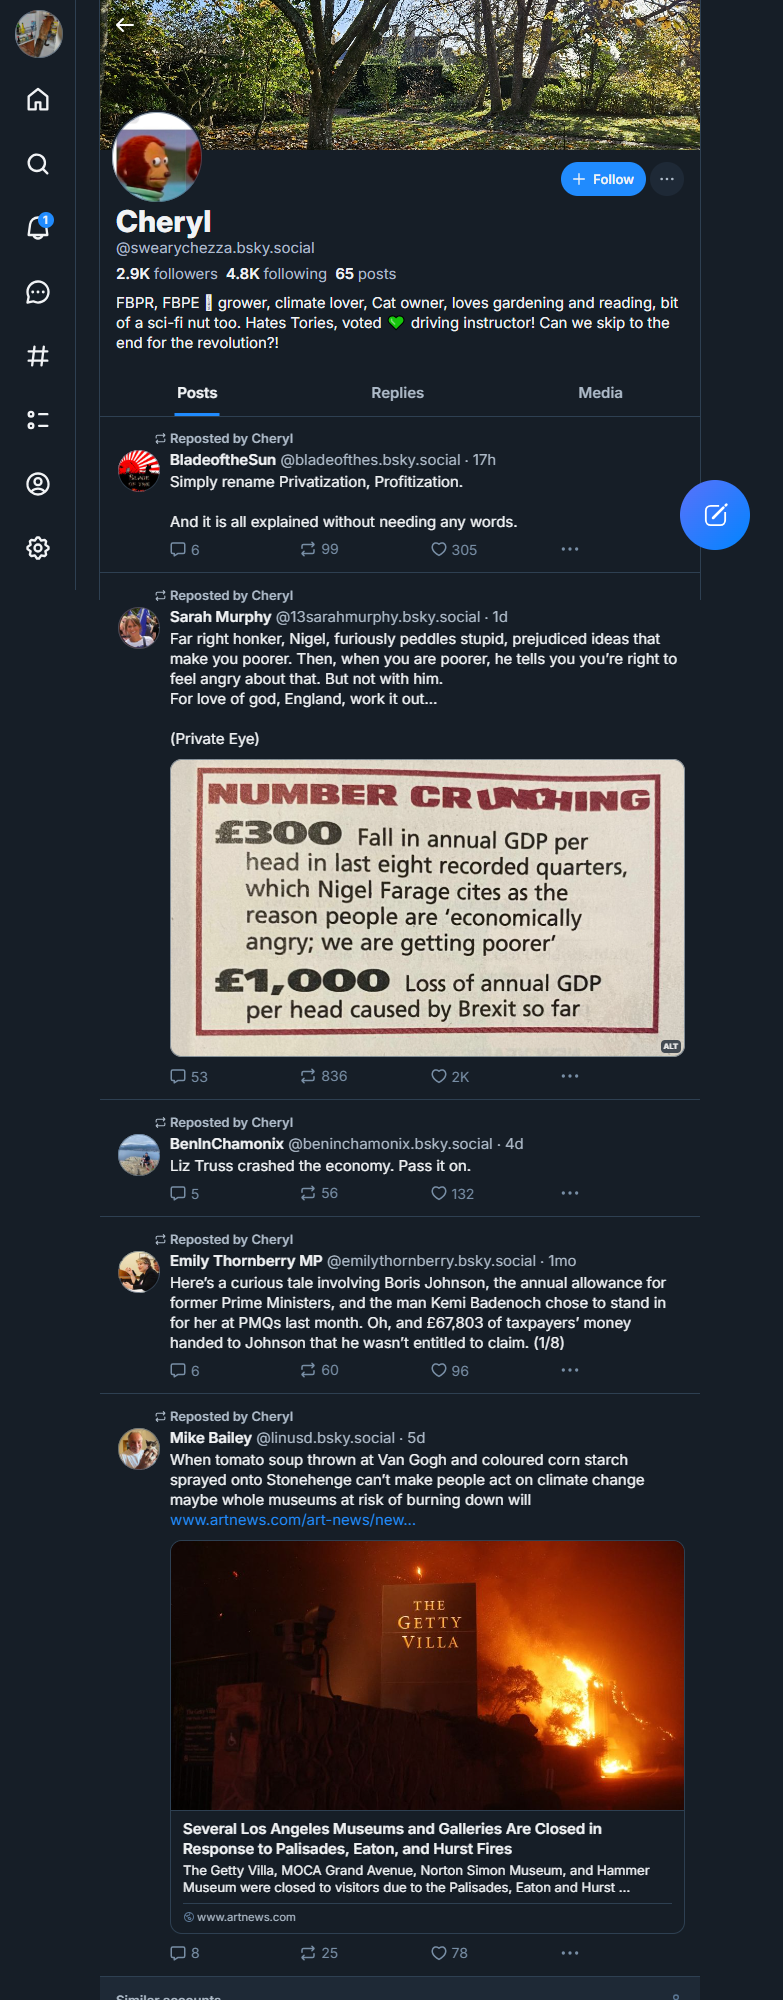 1
+ Follow
Cheryl
@swearychezza.bsky.social
2.9K followers 4.8K following 65 posts
FBPR, FBPE grower, climate lover, Cat owner, loves gardening and reading, bit
of a sci-fi nut too. Hates Tories, voted 💚 driving instructor! Can we skip to the
end for the revolution?!
Posts Replies Media
Reposted by Cheryl
BladeoftheSun @bladeofthes.bsky.social · 17h
Simply rename Privatization, Profitization.
And it is all explained without needing any words.
6 99 305
Reposted by Cheryl
Sarah Murphy @13sarahmurphy.bsky.social · 1d
Far right honker, Nigel, furiously peddles stupid, prejudiced ideas that
make you poorer. Then, when you are poorer, he tells you you're right to
feel angry about that. But not with him.
For love of god, England, work it out...
(Private Eye)
NUMBER CRUNCHING
£300 Fall in annual GDP per
head in last eight recorded quarters,
which Nigel Farage cites as the
reason people are 'economically
angry; we are getting poorer'
£1,000 Loss of annual GDP
per head caused by Brexit so far
ALT
53 836 2K
Reposted by Cheryl
BenInChamonix @beninchamonix.bsky.social · 4d
Liz Truss crashed the economy. Pass it on.
5 56 132
Reposted by Cheryl
Emily Thornberry MP @emilythornberry.bsky.social · 1mo
Here's a curious tale involving Boris Johnson, the annual allowance for
former Prime Ministers, and the man Kemi Badenoch chose to stand in
for her at PMQs last month. Oh, and £67,803 of taxpayers' money
handed to Johnson that he wasn't entitled to claim. (1/8)
6 60 96
Reposted by Cheryl
Mike Bailey @linusd.bsky.social · 5d
When tomato soup thrown at Van Gogh and coloured corn starch
sprayed onto Stonehenge can't make people act on climate change
maybe whole museums at risk of burning down will
www.artnews.com/art-news/new...
THE
GETTY
VILLA
Several Los Angeles Museums and Galleries Are Closed in
Response to Palisades, Eaton, and Hurst Fires
The Getty Villa, MOCA Grand Avenue, Norton Simon Museum, and Hammer
Museum were closed to visitors due to the Palisades, Eaton and Hurst ...
www.artnews.com
8 25 78
Similar accounts